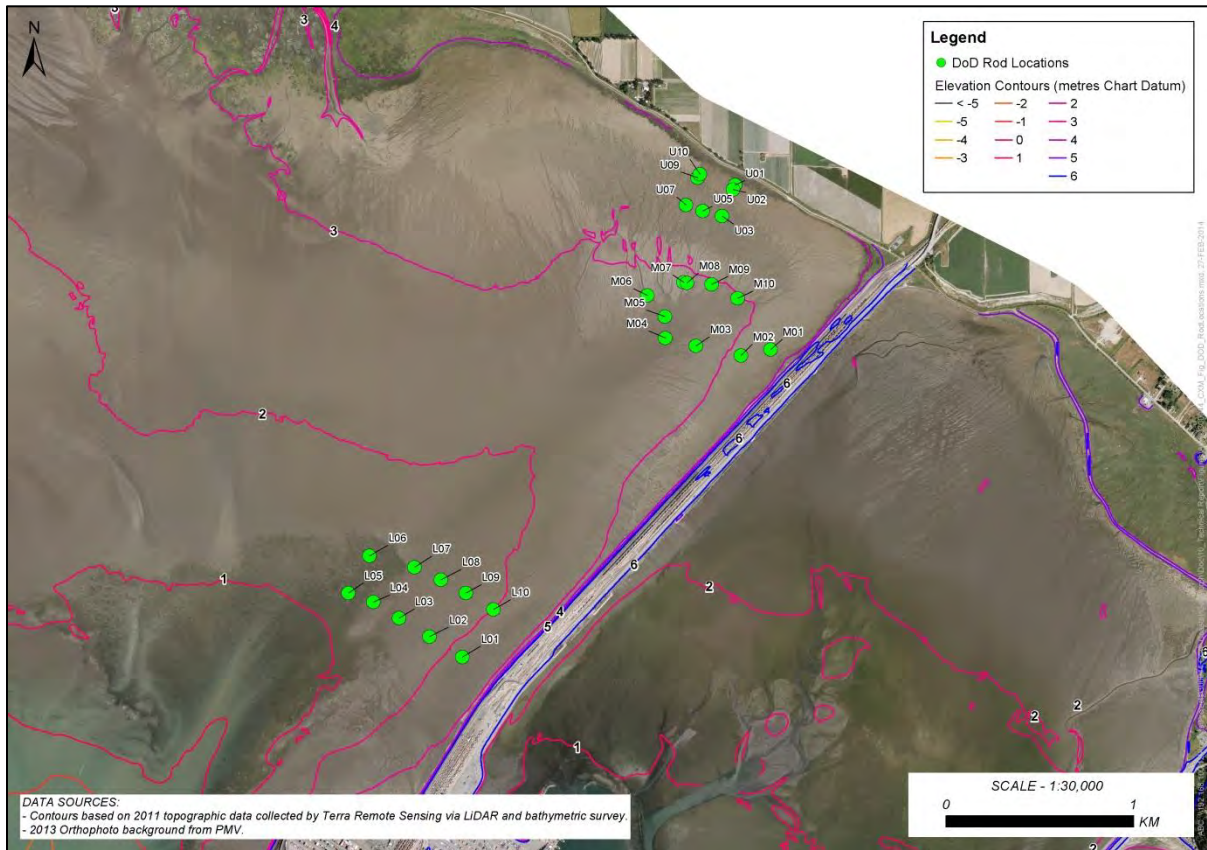 N
3
3
4
Legend
DoD Rod Locations
Elevation Contours (metres Chart Datum)
< -5
-2
2
-5
-1
3
-4
0
4
-3
1
5
6
U10
U09
U01
U02
U07
U05
U03
3
M07
M08
M09
M06
M10
M05
M04
M03
M02
M01
6
2
6
L06
L07
L08
L09
L05
L04
L10
L03
L02
L01
1
6
2
4
5
6
2
2
1
2
SCALE - 1:30,000
0
1
KM
DATA SOURCES:
- Contours based on 2011 topographic data collected by Terra Remote Sensing via LiDAR and bathymetric survey.
- 2013 Orthophoto background from PMV.